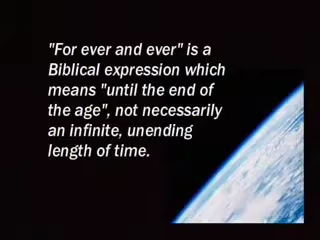 "For ever and ever" is a
Biblical expression which
means "until the end of
the age", not necessarily
an infinite, unending
length of time.